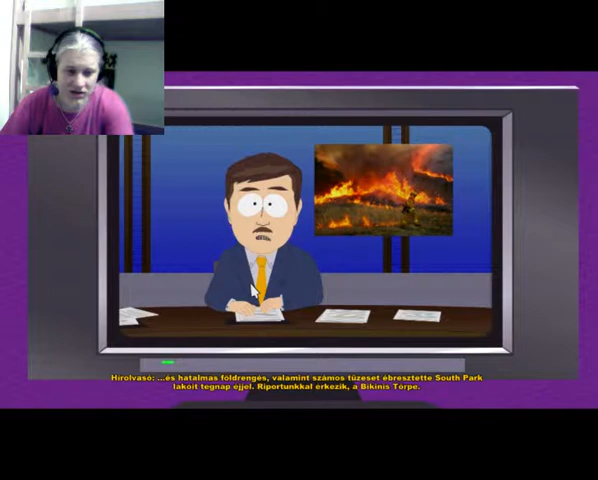 Hírolvasó: ...és hatalmas földrengés, valamint számos tűzeset ébresztette South Park
lakóit tegnap éjjel. Riportunkkal érkezik, a Bikinis Törpe.